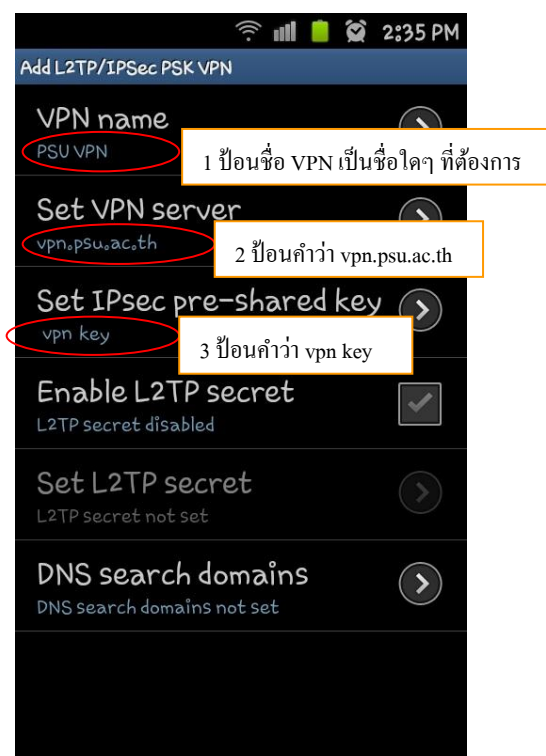 2:35 PM
Add L2TP/IPSec PSK VPN
VPN name
PSU VPN
1 ป้อนชื่อ VPN เป็นชื่อใดๆ ที่ต้องการ
Set VPN server
vpn.psu.ac.th
2 ป้อนคำว่า vpn.psu.ac.th
Set IPsec pre-shared key
vpn key
3 ป้อนคำว่า vpn key
Enable L2TP secret
L2TP secret disabled
Set L2TP secret
L2TP secret not set
DNS search domains
DNS search domains not set